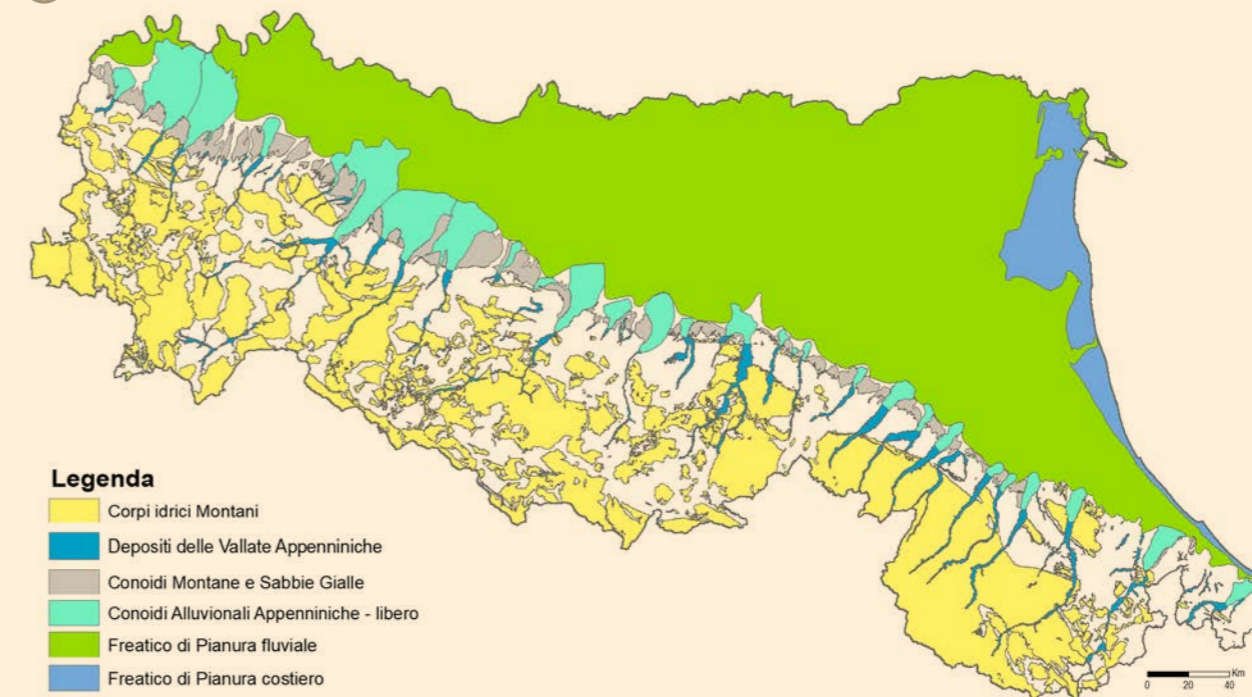 Legenda
Corpi idrici Montani
Depositi delle Vallate Appenniniche
Conoidi Montane e Sabbie Gialle
Conoidi Alluvionali Appenniniche - libero
Freatico di Pianura fluviale
Freatico di Pianura costiero
Km
0 20 40